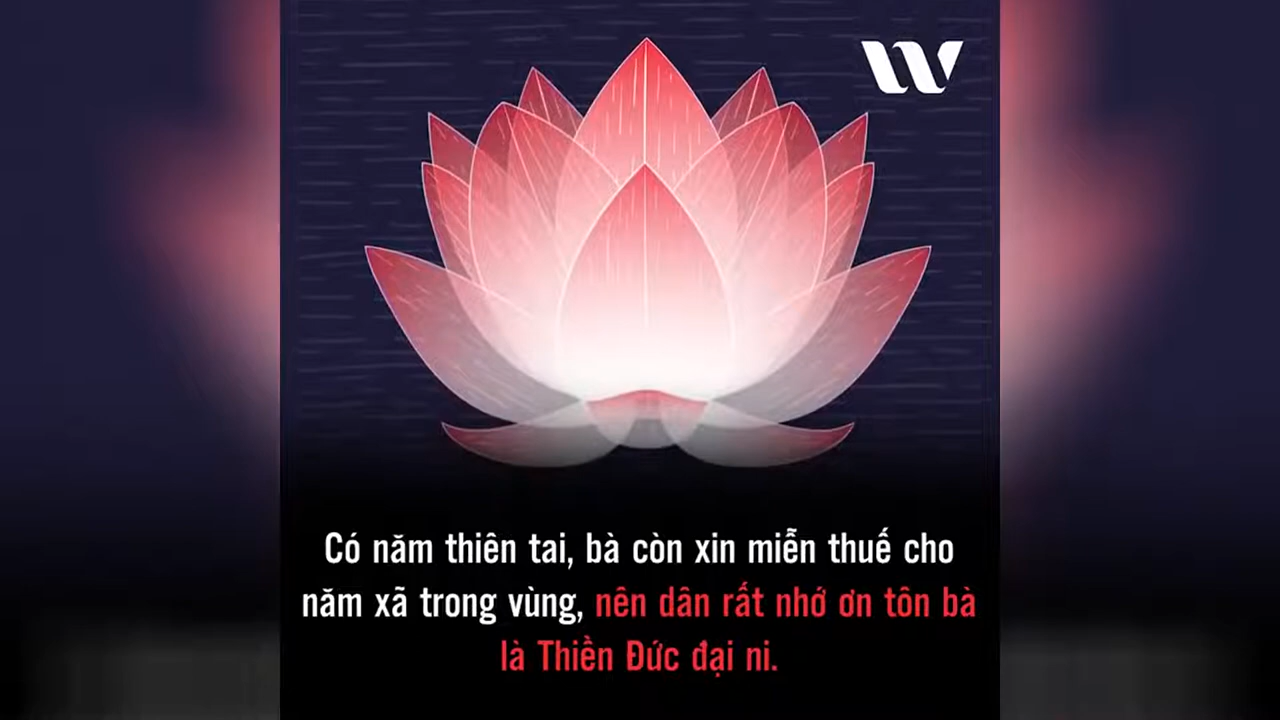 W
Có năm thiên tai, bà còn xin miễn thuế cho
năm xã trong vùng, nên dân rất nhớ ơn tôn bà
là Thiền Đức đại ni.